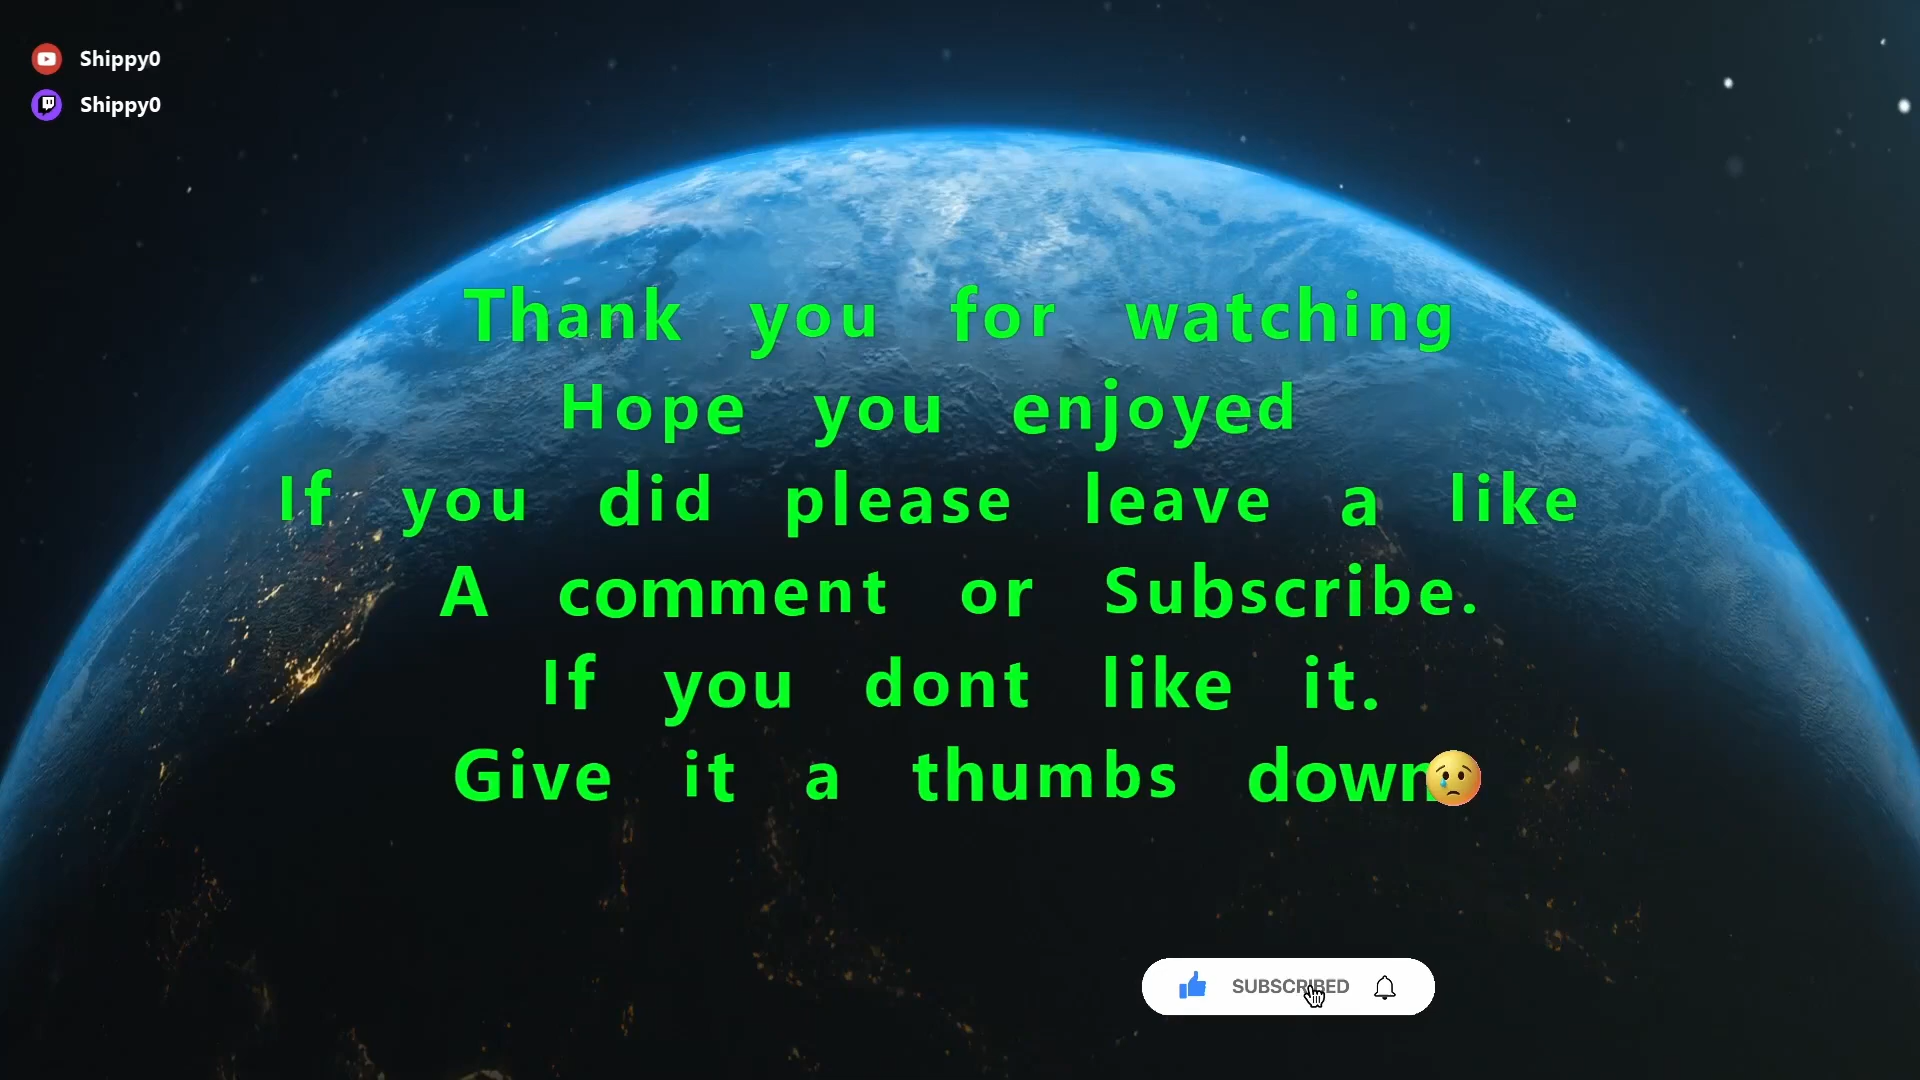 Shippy0
Shippy0
Thank you for watching
Hope you enjoyed
If you did please leave a like
A comment or Subscribe.
If you dont like it.
Give it a thumbs down
SUBSCRIBED